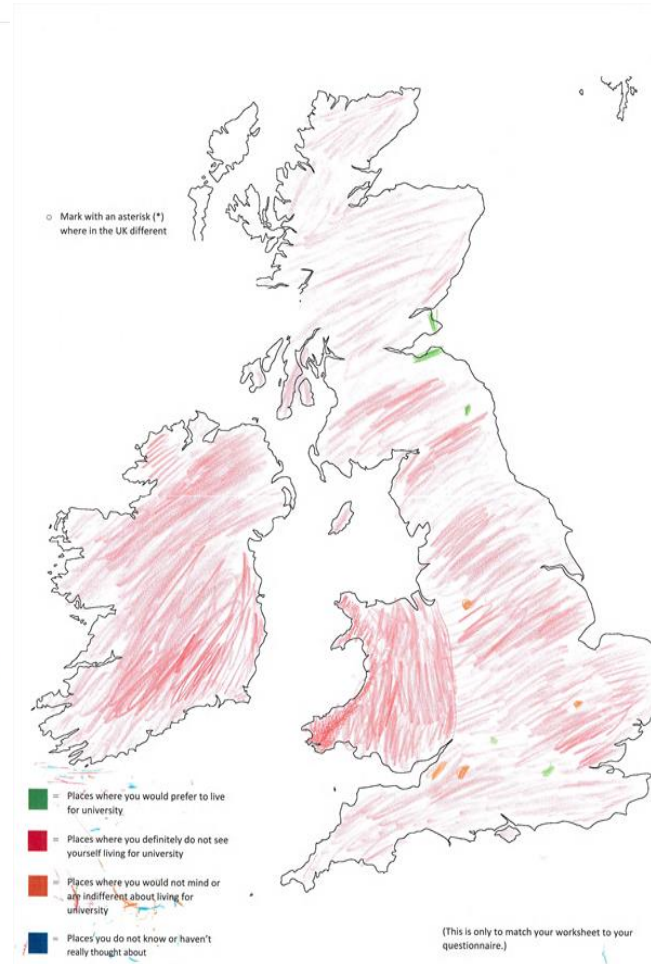 ○ Mark with an asterisk (*)
where in the UK different
= Places where you would prefer to live
for university
= Places where you definitely do not see
yourself living for university
= Places where you would not mind or
are indifferent about living for
university
= Places you do not know or haven't
really thought about
(This is only to match your worksheet to your
questionnaire.)